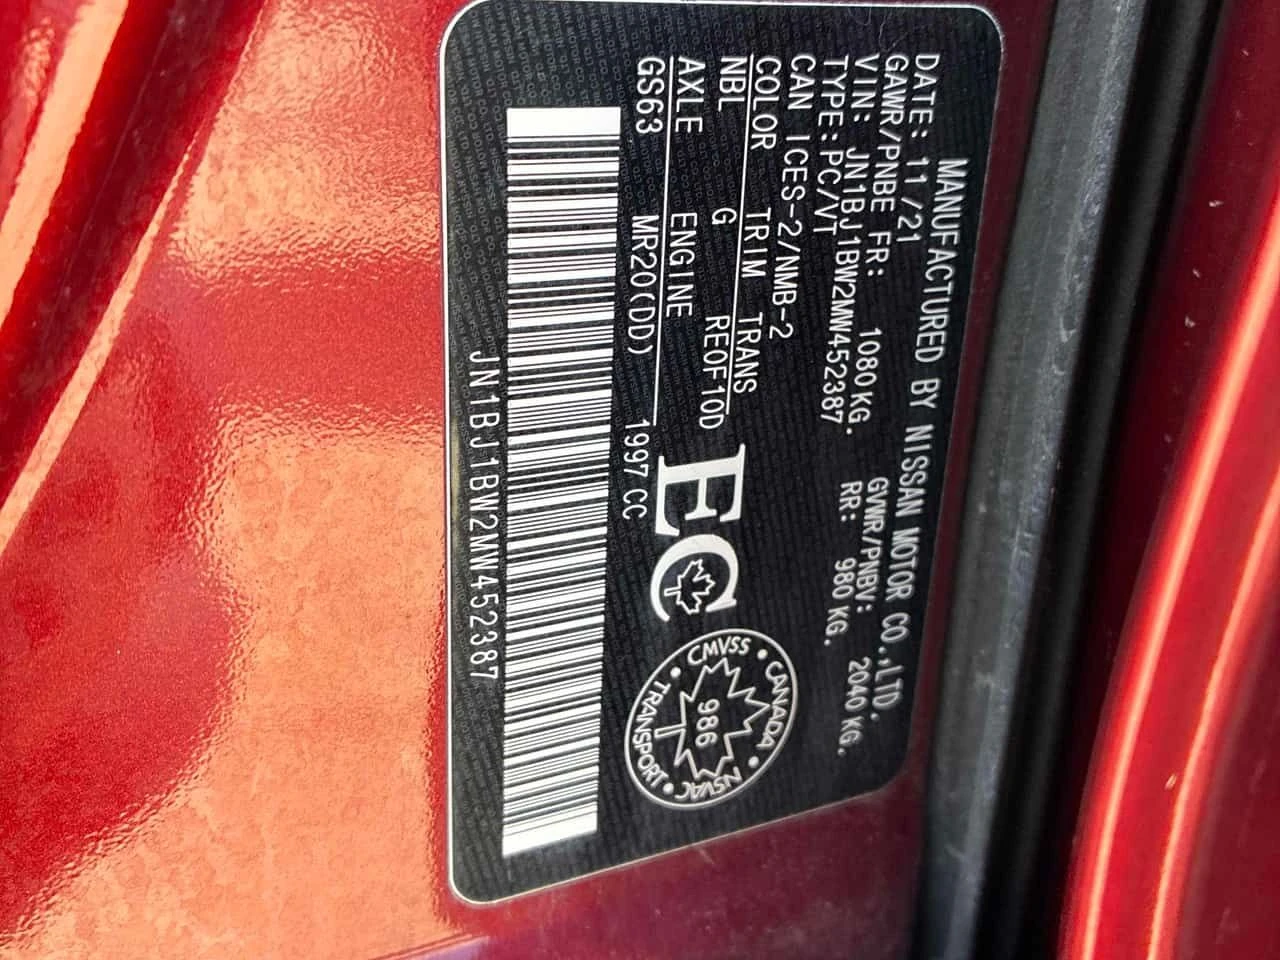 MANUFACTURED BY NISSAN MOTOR CO.,LTD.
DATE: 11/21 GVWR/PNBV: 2040 KG.
GAWR/PNBE FR: 1080 KG. RR: 980 KG.
VIN: JN1BJ1BW2MW452387
TYPE: PC/VT
CAN ICES-2/NMB-2
COLOR TRIM TRANS
NBL G RE0F10D
AXLE ENGINE
GS63 MR20(DD) 1997 CC
EC
CMVSS • CANADA • NSVAC • TRANSPORT •
986
JN1BJ1BW2MW452387